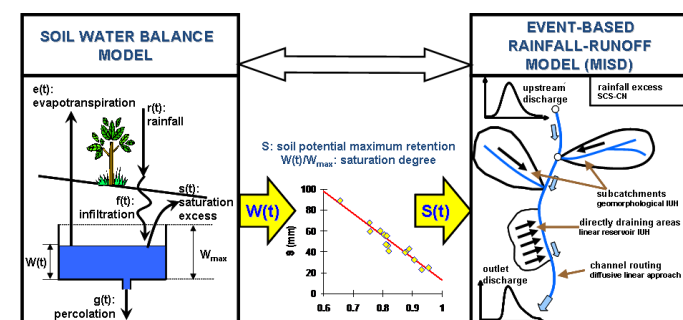 SOIL WATER BALANCE
MODEL
e(t):
evapotranspiration
r(t):
rainfall
s(t):
saturation
excess
f(t):
infiltration
W(t)
Wmax
g(t):
percolation
S: soil potential maximum retention
W(t)/Wmax: saturation degree
W(t)
S (mm)
100
80
60
40
20
0
0.6
0.7
0.8
0.9
1
S(t)
EVENT-BASED
RAINFALL-RUNOFF
MODEL (MISD)
upstream
discharge
rainfall excess
SCS-CN
subcatchments
geomorphological IUH
directly draining areas
linear reservoir IUH
channel routing
diffusive linear approach
outlet
discharge